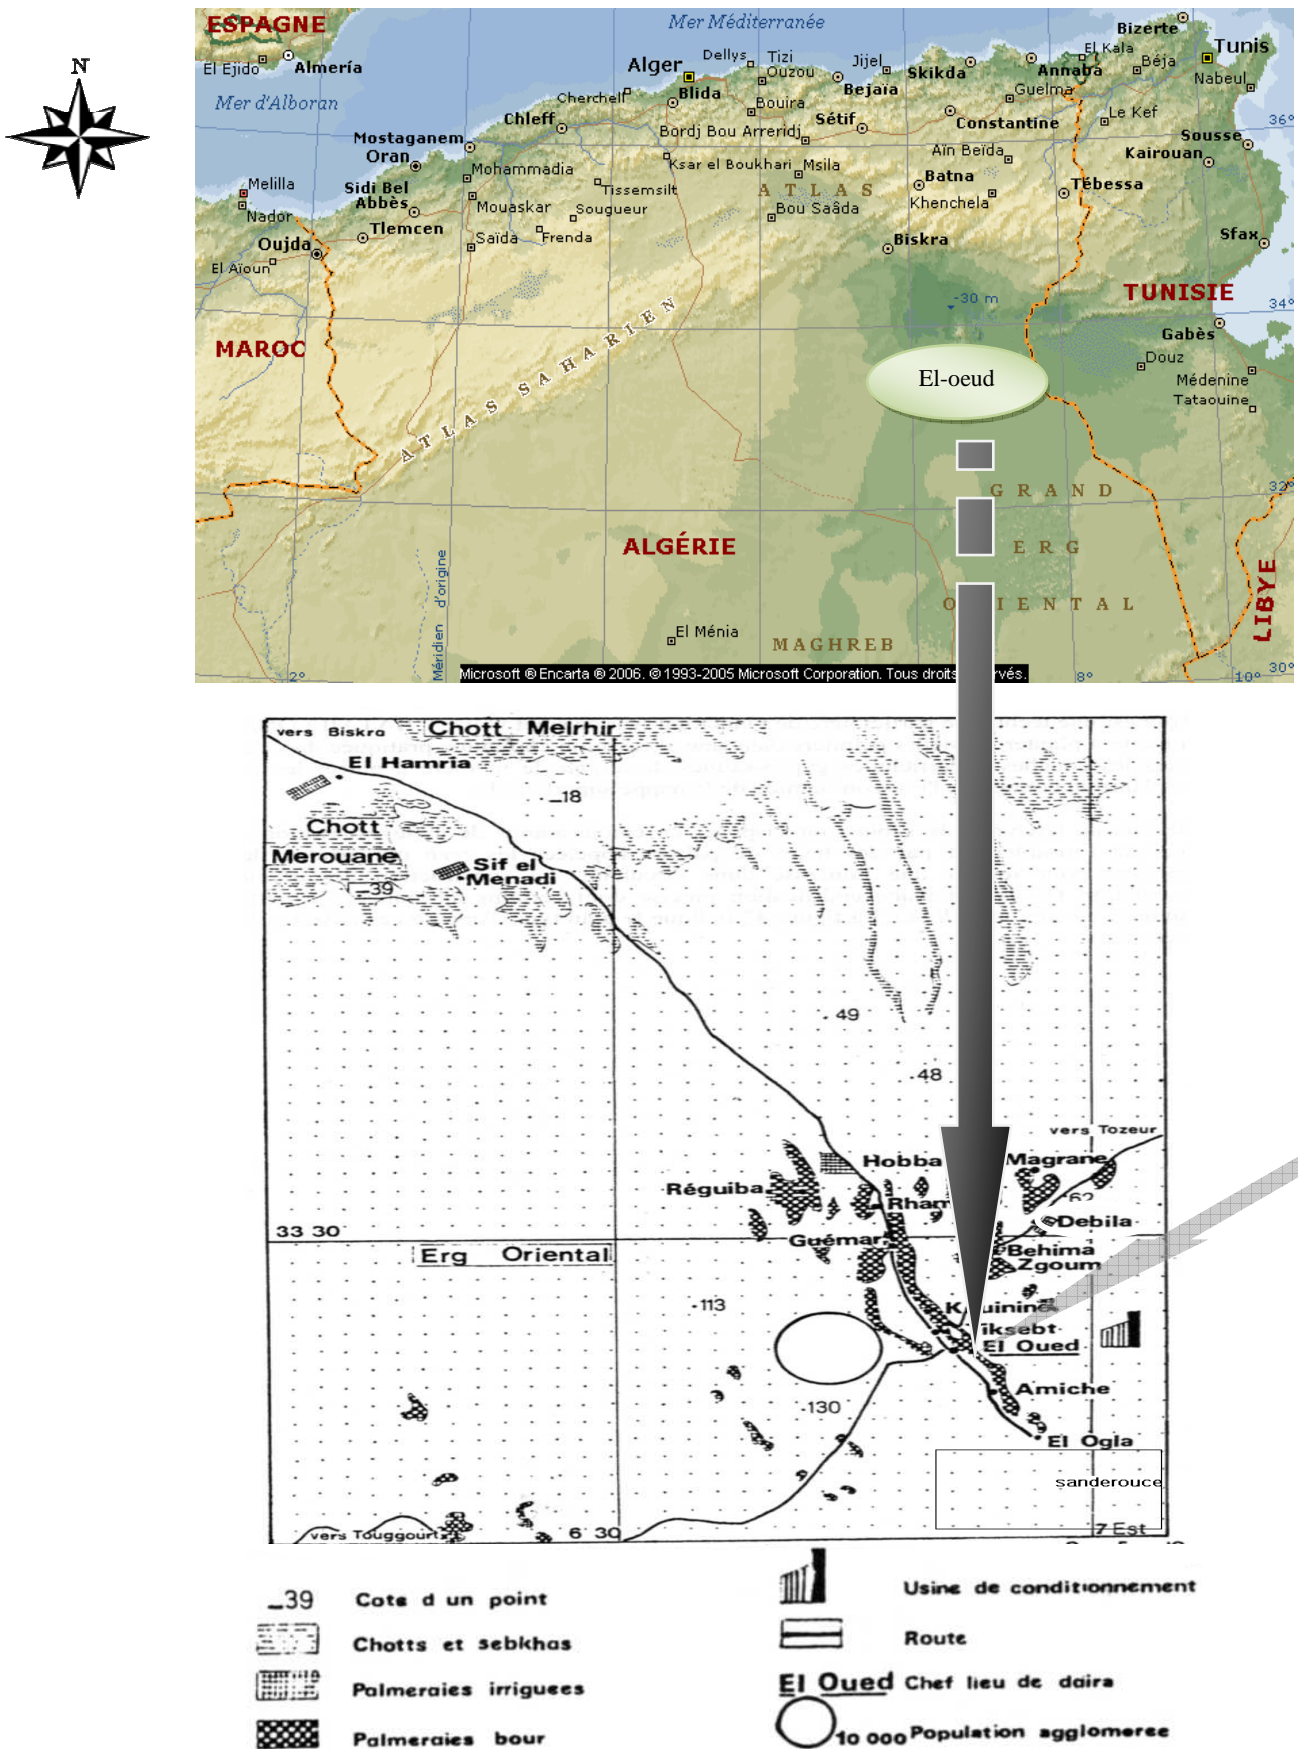 N
ESPAGNE
El Ejido
Almería
Mer Méditerranée
Mer d'Alboran
Alger
Dellys
Tizi
Ouzou
Jijel
Skikda
Annaba
El Kala
Bizerte
Tunis
Béja
Nabeul
Cherchell
Blida
Bejaïa
Guelma
Le Kef
Bouira
Chleff
Bordj Bou Arreridj
Sétif
Constantine
Sousse
36°
Mostaganem
Oran
Mohammadia
Ksar el Boukhari
Msila
Aïn Beïda
Kairouan
Melilla
Nador
Sidi Bel
Abbès
Tissemsilt
ATLAS
Batna
Khenchela
Tébessa
Mouaskar
Sougueur
Bou Saâda
Tlemcen
Saïda
Frenda
Biskra
Sfax
Oujda
El Aïoun
-30 m
TUNISIE
34°
MAROC
ATLAS SAHARIEN
Gabès
Douz
Médenine
Tataouine
El-oeud
32°
GRAND
ERG
ALGÉRIE
Méridien d'origine
LIBYE
El Ménia
MAGHREB
2°
8°
10°
30°
Microsoft ® Encarta ® 2006. © 1993-2005 Microsoft Corporation. Tous droits
vers Biskra
Chott Melrhir
El Hamria
_18
Chott
Merouane
Sif el
Menadi
_39
49
48
vers Tozeur
Hobba
Magrane
Réguiba
62
Debila
33 30
Guémar
Behima
Zgoum
Erg Oriental
113
El Oued
Amiche
130
El Ogla
sanderouce
vers Touggourt
6 30
7 Est
_39 Cote d un point
Chotts et sebkhas
Palmeraies irriguees
Palmeraies bour
Usine de conditionnement
Route
El Oued Chef lieu de daira
10 000 Population agglomeree